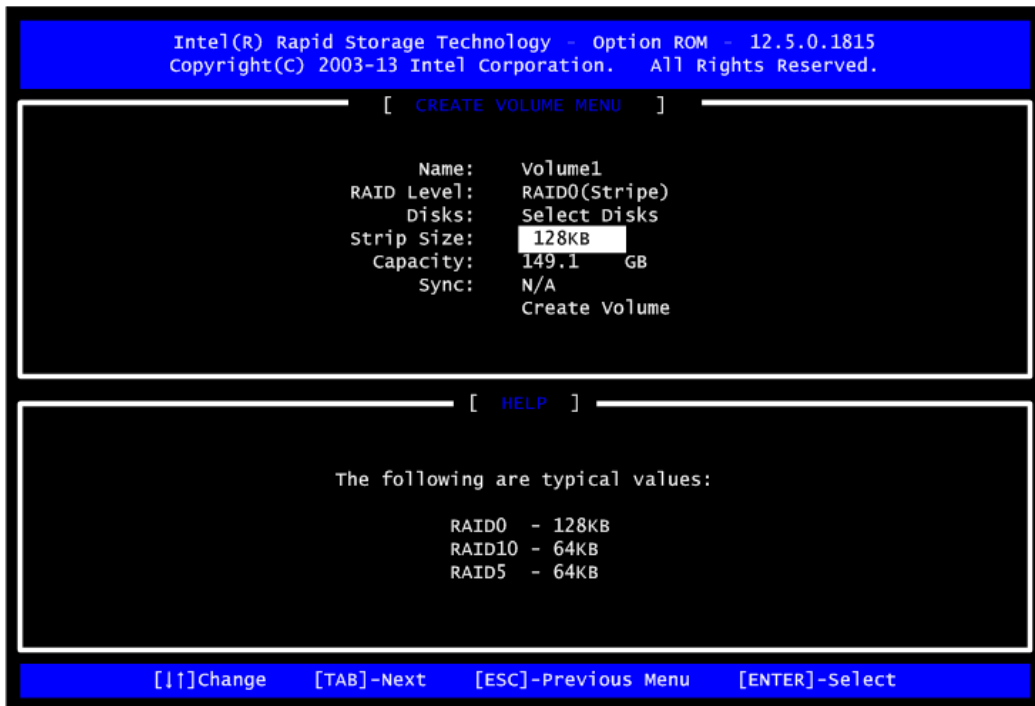 Intel(R) Rapid Storage Technology - Option ROM - 12.5.0.1815
Copyright(C) 2003-13 Intel Corporation. All Rights Reserved.
[ CREATE VOLUME MENU ]
Name: Volume1
RAID Level: RAID0(Stripe)
Disks: Select Disks
Strip Size: 128KB
Capacity: 149.1 GB
Sync: N/A
Create Volume
[ HELP ]
The following are typical values:
RAID0 - 128KB
RAID10 - 64KB
RAID5 - 64KB
[↓↑]Change [TAB]-Next [ESC]-Previous Menu [ENTER]-Select